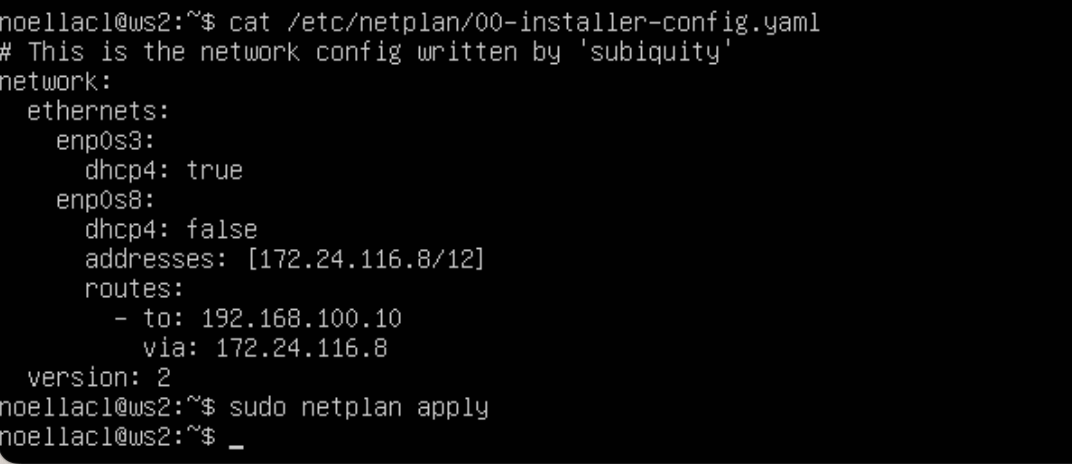 noellacl@ws2:~$ cat /etc/netplan/00-installer-config.yaml
# This is the network config written by 'subiquity'
network:
  ethernets:
    enp0s3:
      dhcp4: true
    enp0s8:
      dhcp4: false
      addresses: [172.24.116.8/12]
      routes:
        - to: 192.168.100.10
          via: 172.24.116.8
  version: 2
noellacl@ws2:~$ sudo netplan apply
noellacl@ws2:~$ _